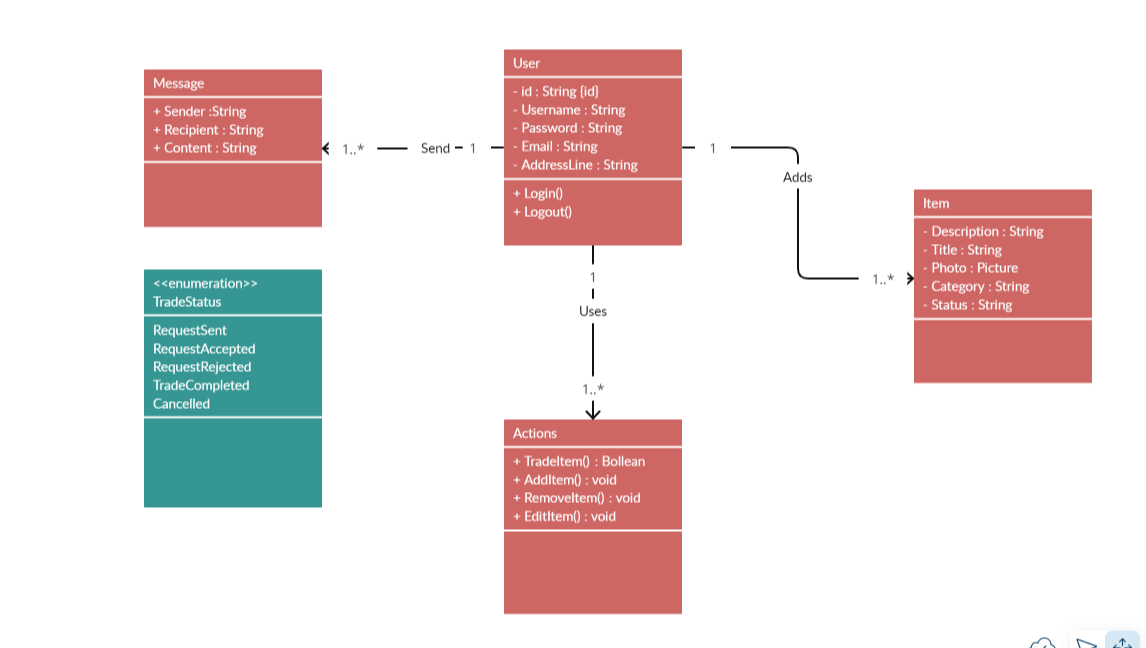 Message
+ Sender :String
+ Recipient : String
+ Content : String
1..*
Send
1
User
- id : String {id}
- Username : String
- Password : String
- Email : String
- AddressLine : String
+ Login()
+ Logout()
1
Adds
1..*
Item
- Description : String
- Title : String
- Photo : Picture
- Category : String
- Status : String
<<enumeration>>
TradeStatus
RequestSent
RequestAccepted
RequestRejected
TradeCompleted
Cancelled
1
Uses
1..*
Actions
+ TradeItem() : Bollean
+ AddItem() : void
+ RemoveItem() : void
+ EditItem() : void